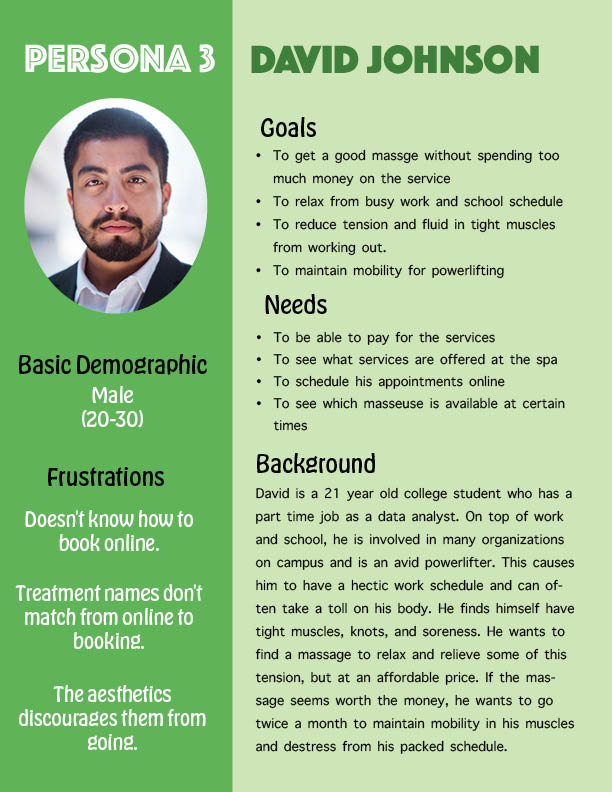 PERSONA 3
DAVID JOHNSON
Basic Demographic
Male
(20-30)
Frustrations
Doesn't know how to
book online.
Treatment names don't
match from online to
booking.
The aesthetics
discourages them from
going.
Goals
• To get a good massge without spending too
much money on the service
• To relax from busy work and school schedule
• To reduce tension and fluid in tight muscles
from working out.
• To maintain mobility for powerlifting
Needs
• To be able to pay for the services
• To see what services are offered at the spa
• To schedule his appointments online
• To see which masseuse is available at certain
times
Background
David is a 21 year old college student who has a
part time job as a data analyst. On top of work
and school, he is involved in many organizations
on campus and is an avid powerlifter. This causes
him to have a hectic work schedule and can of-
ten take a toll on his body. He finds himself have
tight muscles, knots, and soreness. He wants to
find a massage to relax and relieve some of this
tension, but at an affordable price. If the mas-
sage seems worth the money, he wants to go
twice a month to maintain mobility in his muscles
and destress from his packed schedule.